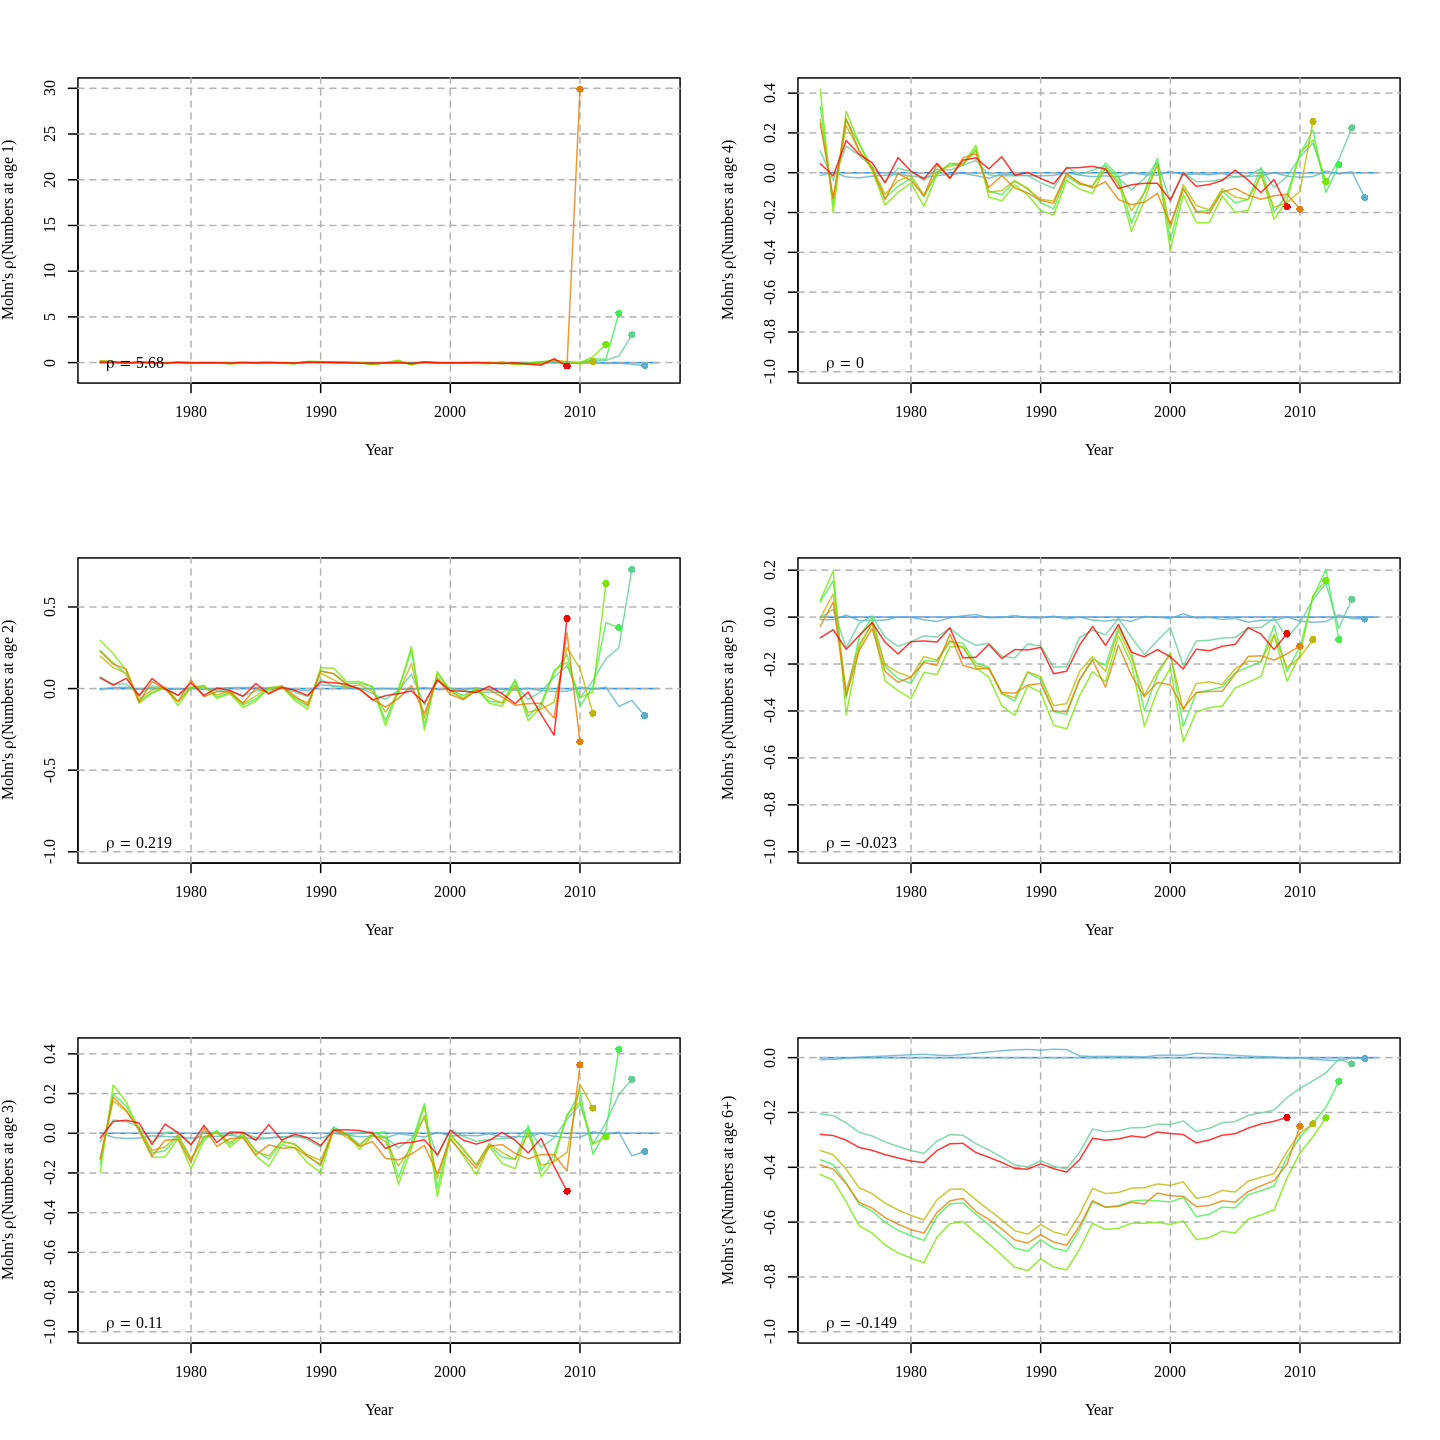 Mohn's ρ(Numbers at age 1)
30
25
20
15
10
5
0
ρ = 5.68
1980 1990 2000 2010
Year
Mohn's ρ(Numbers at age 4)
0.4
0.2
0.0
-0.2
-0.4
-0.6
-0.8
-1.0
ρ = 0
1980 1990 2000 2010
Year
Mohn's ρ(Numbers at age 2)
0.5
0.0
-0.5
-1.0
ρ = 0.219
1980 1990 2000 2010
Year
Mohn's ρ(Numbers at age 5)
0.2
0.0
-0.2
-0.4
-0.6
-0.8
-1.0
ρ = -0.023
1980 1990 2000 2010
Year
Mohn's ρ(Numbers at age 3)
0.4
0.2
0.0
-0.2
-0.4
-0.6
-0.8
-1.0
ρ = 0.11
1980 1990 2000 2010
Year
Mohn's ρ(Numbers at age 6+)
0.0
-0.2
-0.4
-0.6
-0.8
-1.0
ρ = -0.149
1980 1990 2000 2010
Year